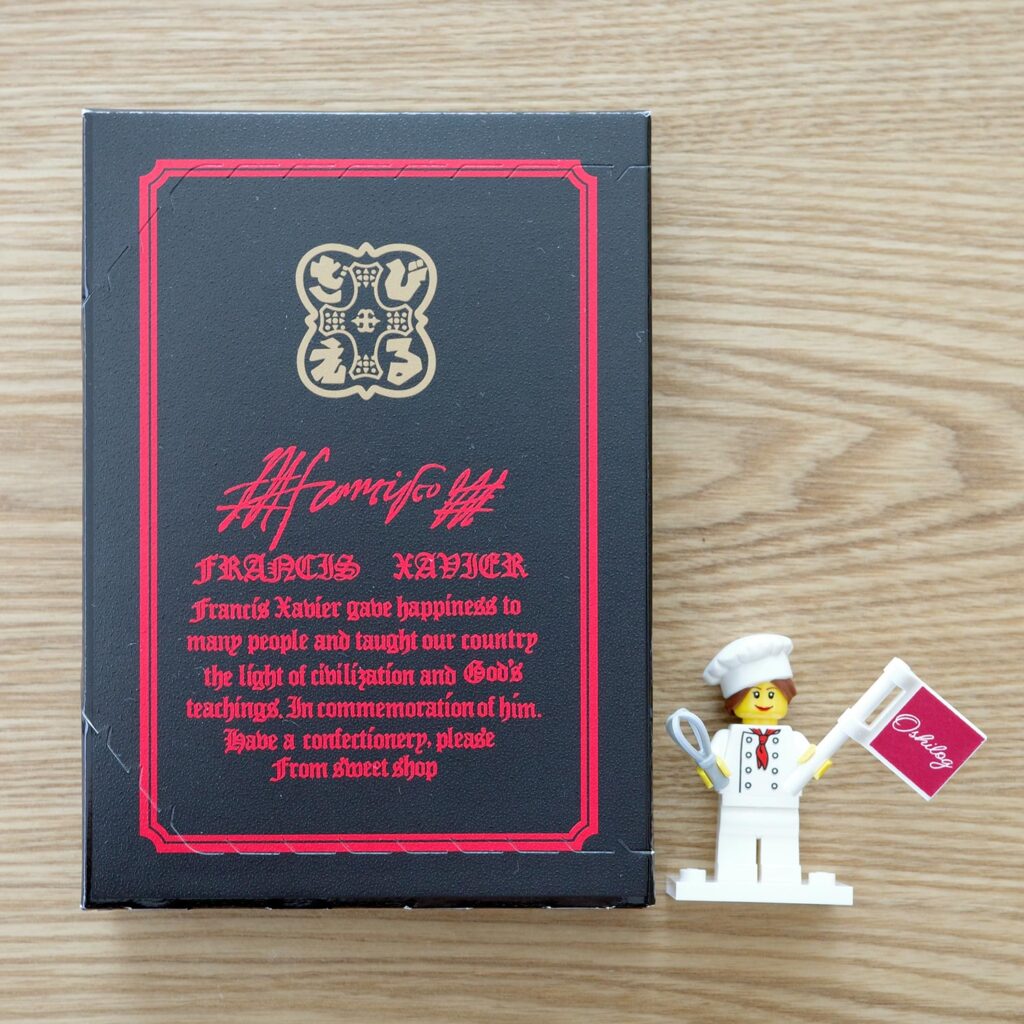 ざびえる
Francisco
FRANCIS XAVIER
Francis Xavier gave happiness to
many people and taught our country
the light of civilization and God's
teachings. In commemoration of him.
Have a confectionery, please
From sweet shop
Oshilog